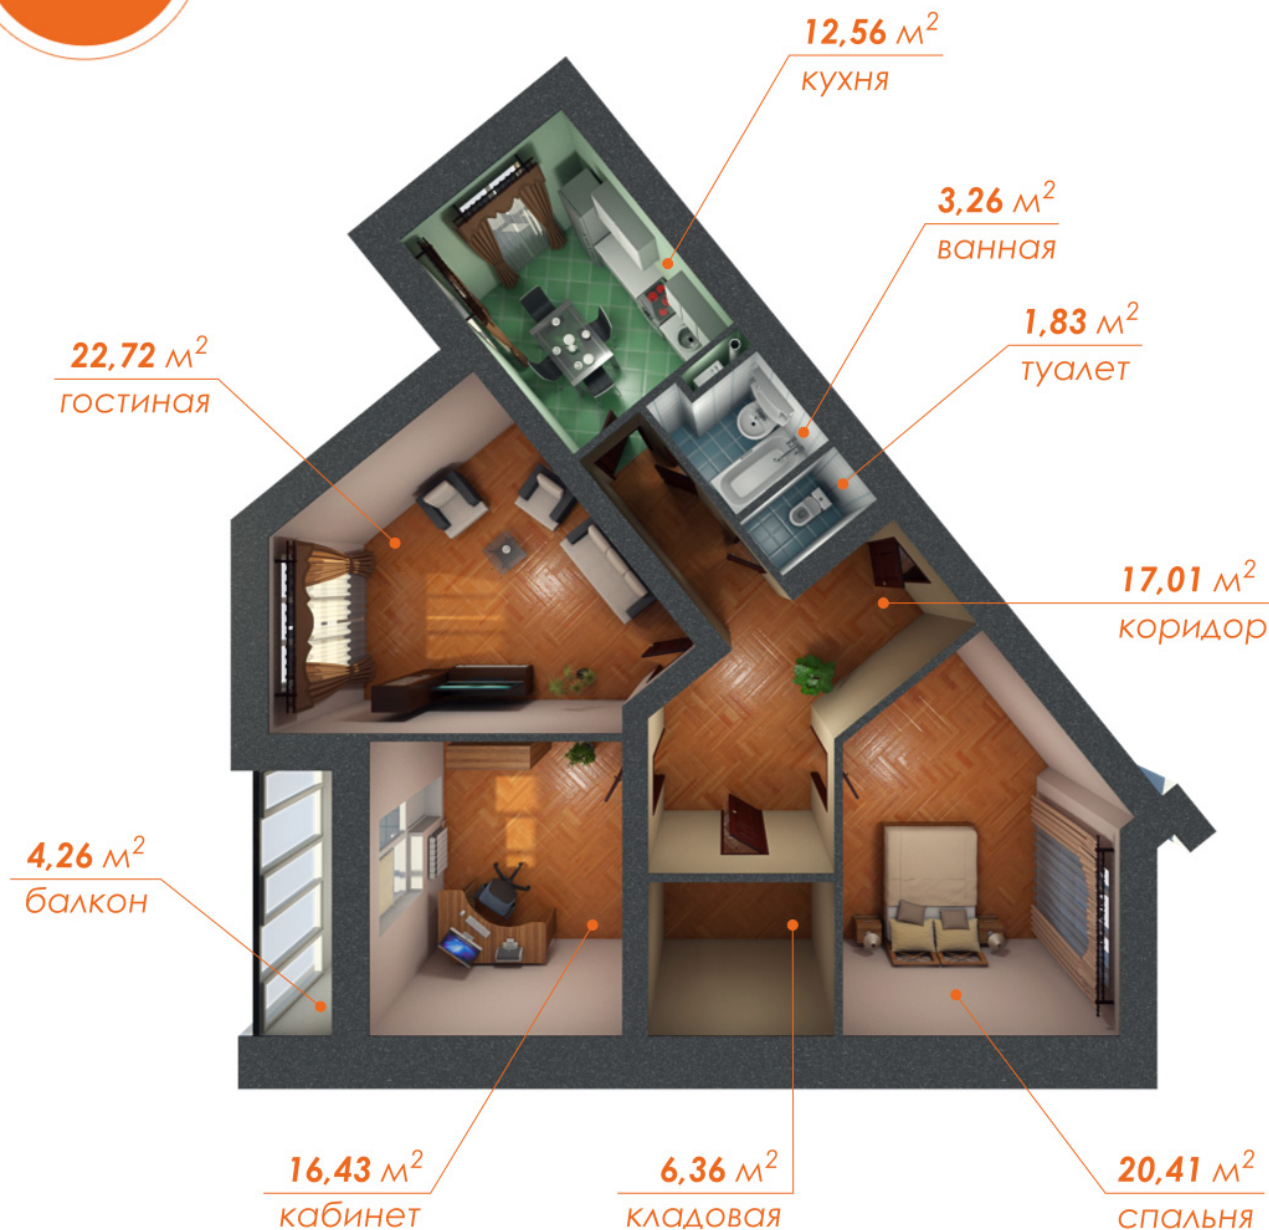 12,56 м²
кухня
3,26 м²
ванная
1,83 м²
туалет
22,72 м²
гостиная
17,01 м²
коридор
4,26 м²
балкон
16,43 м²
кабинет
6,36 м²
кладовая
20,41 м²
спальня